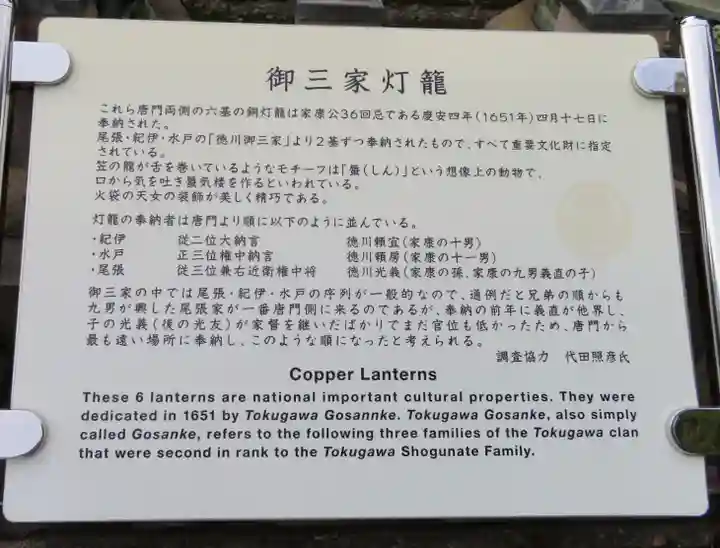 御三家灯籠
これら唐門両側の六基の銅灯籠は家康公36回忌である慶安四年(1651年)四月十七日に
奉納された。
尾張・紀伊・水戸の「徳川御三家」より2基ずつ奉納されたもので、すべて重要文化財に指定
されている。
笠の龍が舌を巻いているようなモチーフは「蜃(しん)」という想像上の動物で、
口から気を吐き蜃気楼を作るといわれている。
火袋の天女の装飾が美しく精巧である。
灯籠の奉納者は唐門より順に以下のように並んでいる。
・紀伊 従二位大納言 徳川頼宣(家康の十男)
・水戸 正三位権中納言 徳川頼房(家康の十一男)
・尾張 従三位兼右近衛権中将 徳川光義(家康の孫、家康の九男義直の子)
御三家の中では尾張・紀伊・水戸の序列が一般的なので、通例だと兄弟の順からも
九男が興した尾張家が一番唐門側に来るのであるが、奉納の前年に義直が他界し、
子の光義(後の光友)が家督を継いだばかりでまだ官位も低かったため、唐門から
最も遠い場所に奉納し、このような順になったと考えられる。
調査協力 代田照彦氏
Copper Lanterns
These 6 lanterns are national important cultural properties. They were
dedicated in 1651 by Tokugawa Gosannke. Tokugawa Gosanke, also simply
called Gosanke, refers to the following three families of the Tokugawa clan
that were second in rank to the Tokugawa Shogunate Family.